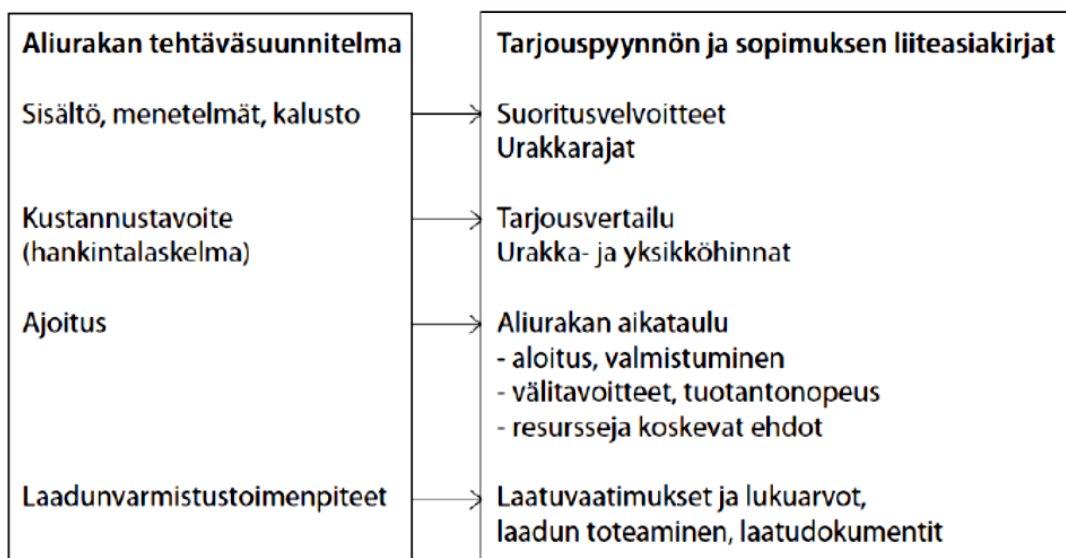 Aliurakan tehtäväsuunnitelma
Sisältö, menetelmät, kalusto
Kustannustavoite
(hankintalaskelma)
Ajoitus
Laadunvarmistustoimenpiteet
Tarjouspyynnön ja sopimuksen liiteasiakirjat
Suoritusvelvoitteet
Urakkarajat
Tarjousvertailu
Urakka- ja yksikköhinnat
Aliurakan aikataulu
- aloitus, valmistuminen
- välitavoitteet, tuotantonopeus
- resursseja koskevat ehdot
Laatuvaatimukset ja lukuarvot,
laadun toteaminen, laatudokumentit